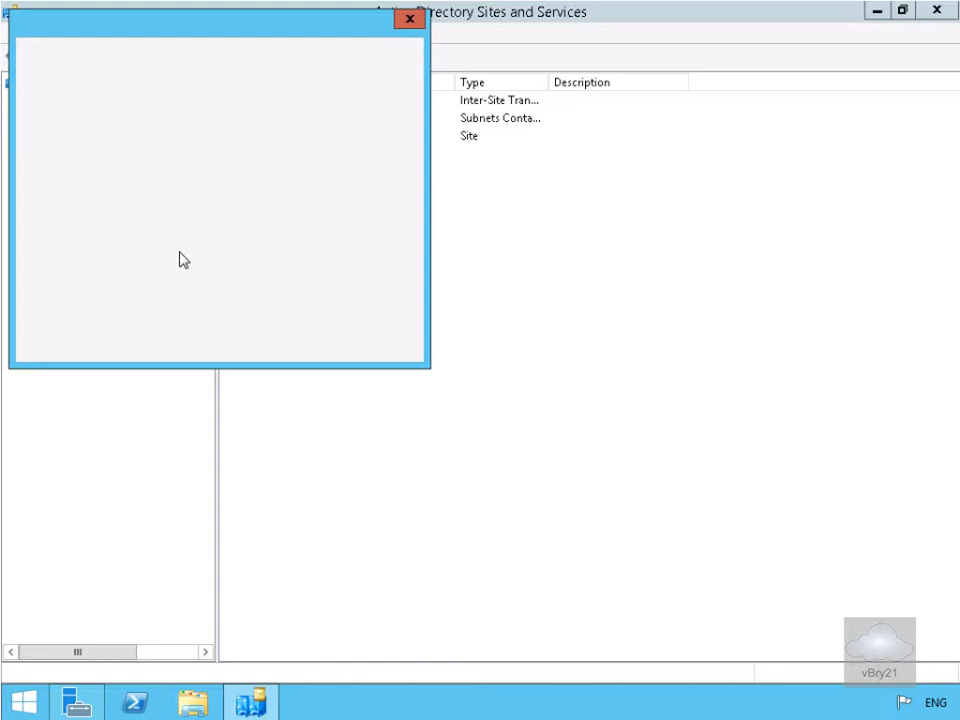 Directory Sites and Services
Type Description
Inter-Site Tran...
Subnets Conta...
Site
vBry21
ENG